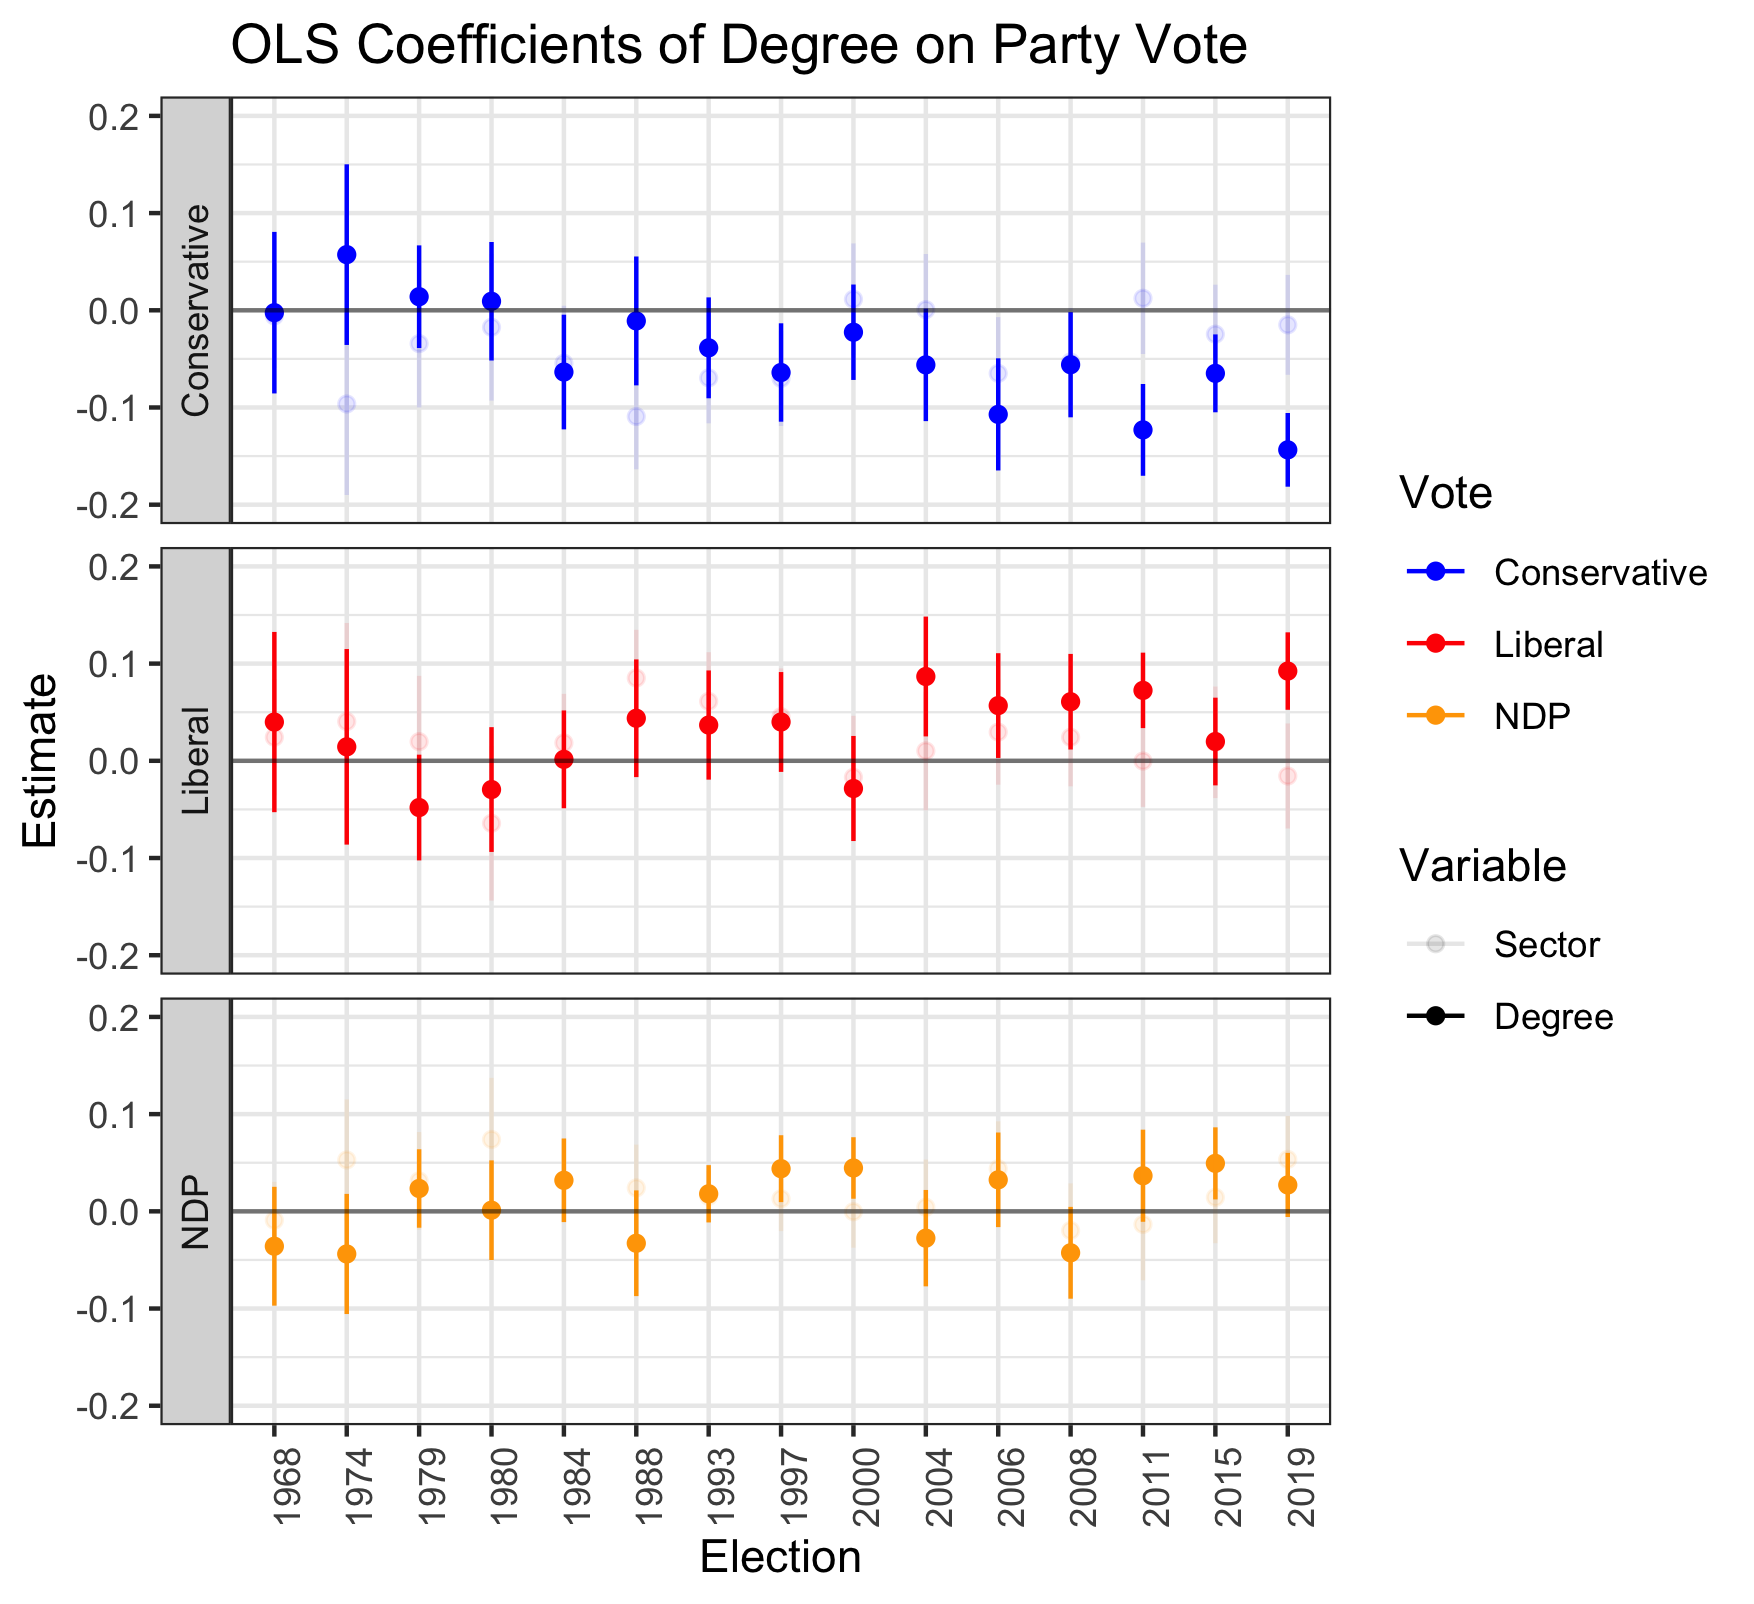 OLS Coefficients of Degree on Party Vote
Estimate
Conservative
0.2
0.1
0.0
-0.1
-0.2
Liberal
0.2
0.1
0.0
-0.1
-0.2
NDP
0.2
0.1
0.0
-0.1
-0.2
1968 1974 1979 1980 1984 1988 1993 1997 2000 2004 2006 2008 2011 2015 2019
Election
Vote
Conservative
Liberal
NDP
Variable
Sector
Degree